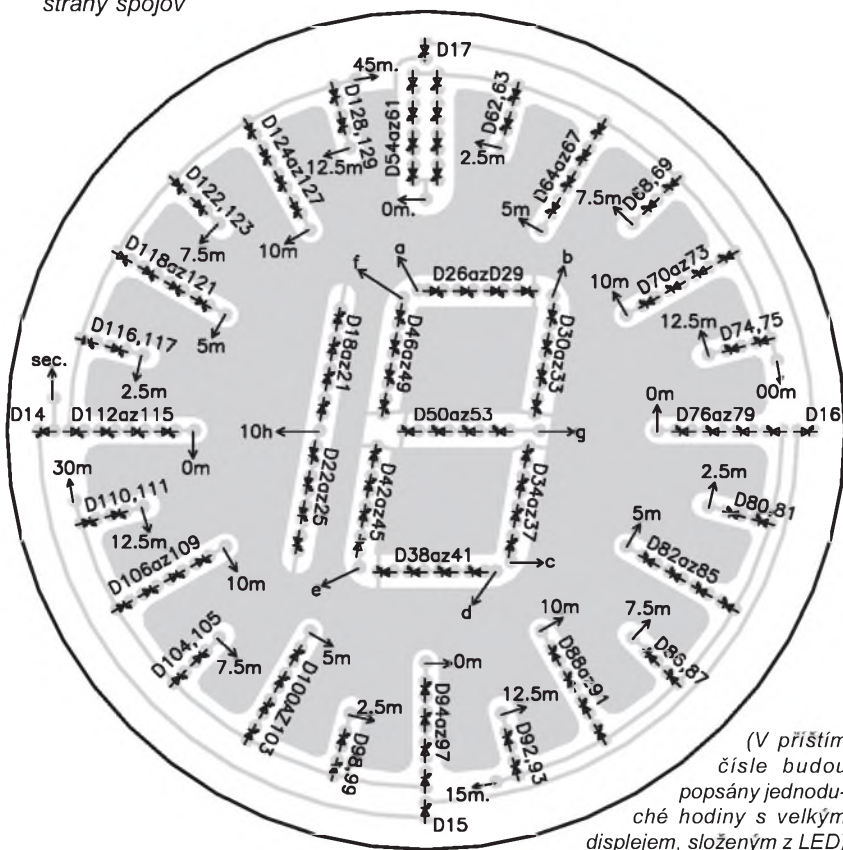 strany spojov
D17
45m.
D128,129
D54az61
D62,63
D124az127
12.5m
2.5m
D64az67
D122,123
0m.
5m
7.5m
D68,69
7.5m
10m
D118az121
f
a
b
D26azD29
10m
D70az73
5m
D116,117
D18az21
D46az49
D30az33
12.5m
D74,75
sec.
2.5m
00m
D14
D112az115
10h
D50az53
g
0m
D76az79
D16
0m
30m
D110,111
D22az25
D42az45
D34az37
2.5m
D80,81
12.5m
5m
D106az109
10m
D38az41
c
D82az85
e
d
D104,105
7.5m
5m
10m
7.5m
D100AZ103
0m
D88az91
D86,87
2.5m
D94az97
12.5m
D98,99
D92,93
15m.
D15
(V příštím
čísle budou
popsány jednodu-
ché hodiny s velkým
displejem, složeným z LED)